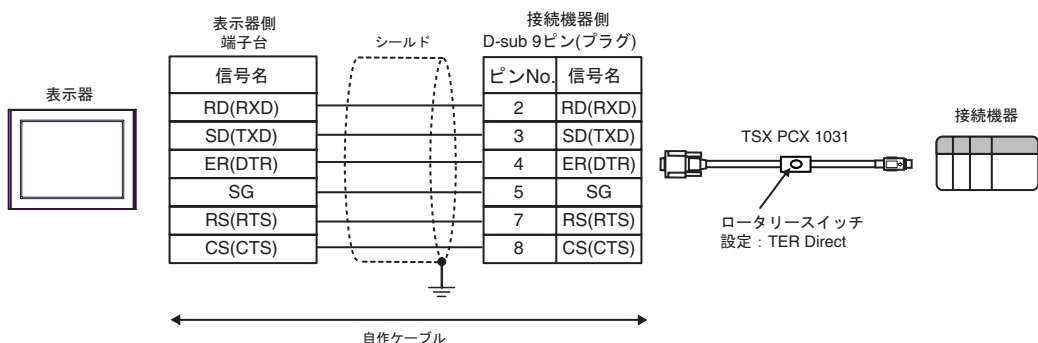 表示器
表示器側
端子台
シールド
接続機器側
D-sub 9ピン(プラグ)
信号名 ピンNo. 信号名
RD(RXD) 2 RD(RXD)
SD(TXD) 3 SD(TXD)
ER(DTR) 4 ER(DTR)
SG 5 SG
RS(RTS) 7 RS(RTS)
CS(CTS) 8 CS(CTS)
自作ケーブル
TSX PCX 1031
ロータリースイッチ
設定：TER Direct
接続機器